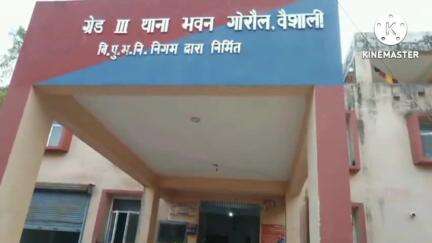 ग्रेड III थाना भवन गोरौल, वैशाली
बि.पु.भ.नि. निगम द्वारा निर्मित
KINEMASTER